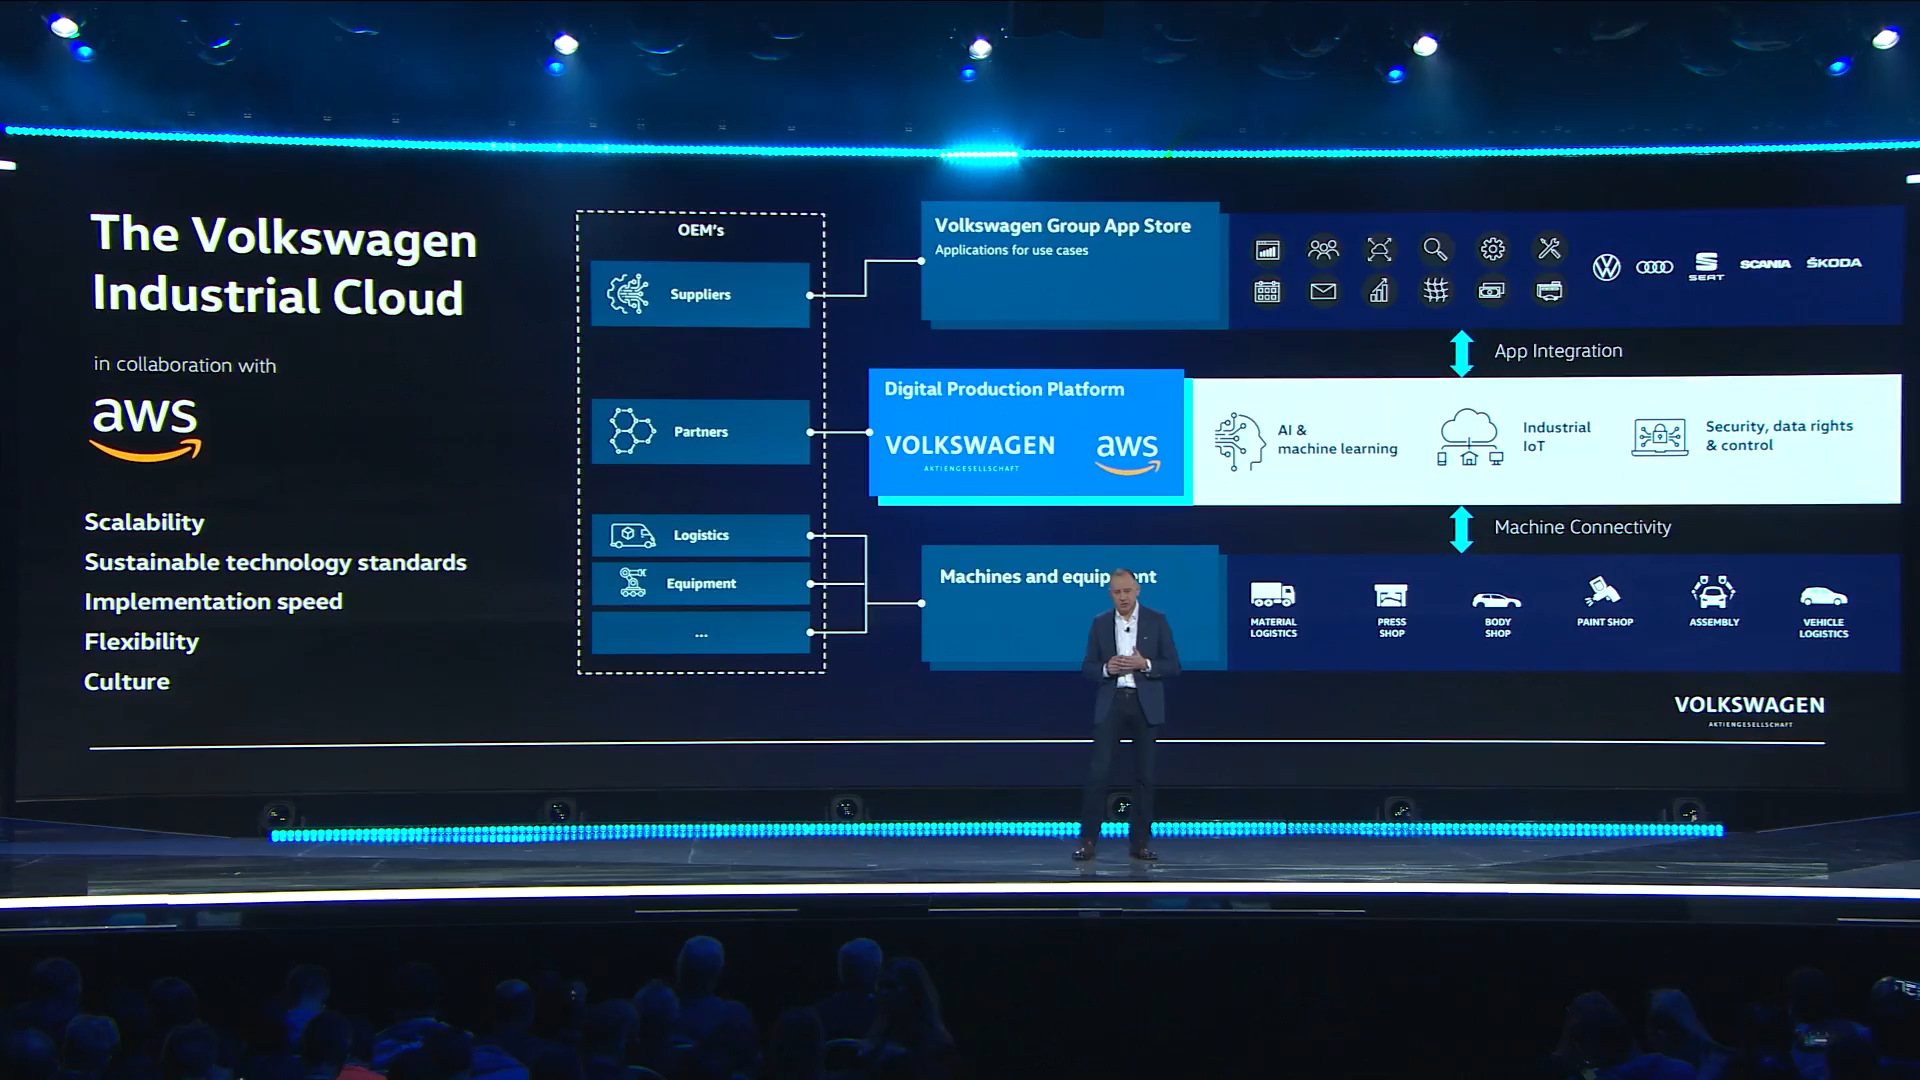 The Volkswagen
Industrial Cloud
in collaboration with
aws
Scalability
Sustainable technology standards
Implementation speed
Flexibility
Culture
OEM's
Suppliers
Partners
Logistics
Equipment
...
Volkswagen Group App Store
Applications for use cases
SEAT
SCANIA
ŠKODA
App Integration
Digital Production Platform
VOLKSWAGEN
AKTIENGESELLSCHAFT
aws
AI &
machine learning
Industrial
IoT
Security, data rights
& control
Machine Connectivity
Machines and equipment
MATERIAL
LOGISTICS
PRESS
SHOP
BODY
SHOP
PAINT SHOP
ASSEMBLY
VEHICLE
LOGISTICS
VOLKSWAGEN
AKTIENGESELLSCHAFT